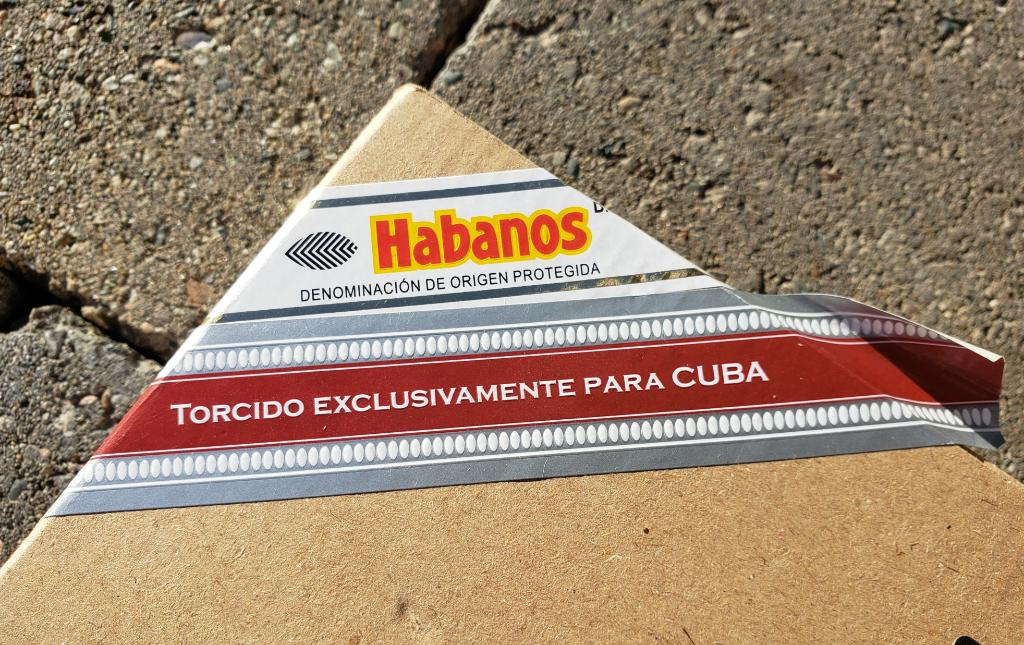 Habanos
DENOMINACIÓN DE ORIGEN PROTEGIDA
TORCIDO EXCLUSIVAMENTE PARA CUBA